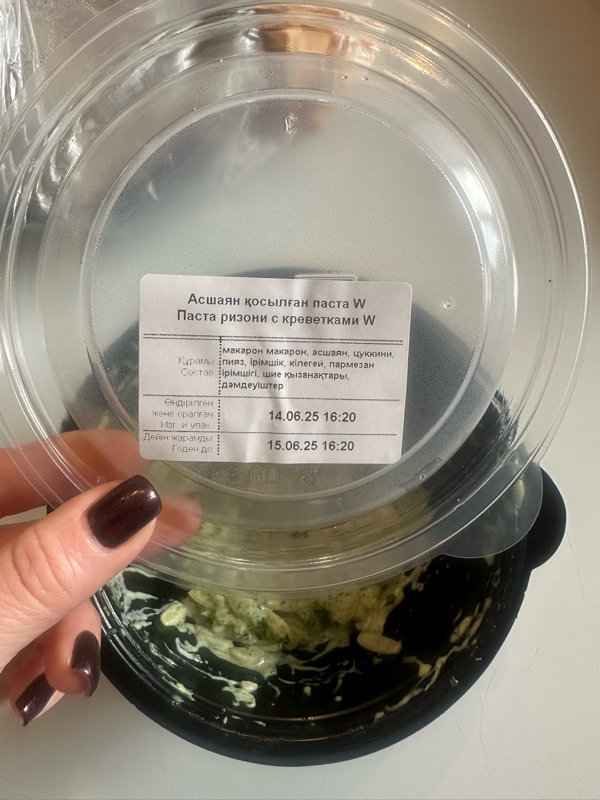 Асшаян қосылған паста W
Паста ризони с креветками W
Құрамы
Состав
макарон макарон, асшаян, цуккини,
пияз, ірімшік, кілегей, пармезан
ірімшігі, шие қызанақтары,
дәмдеуіштер
Өндірілген
және оралған
Изг. и упак.
14.06.25 16:20
Дейін жарамды
Годен до
15.06.25 16:20